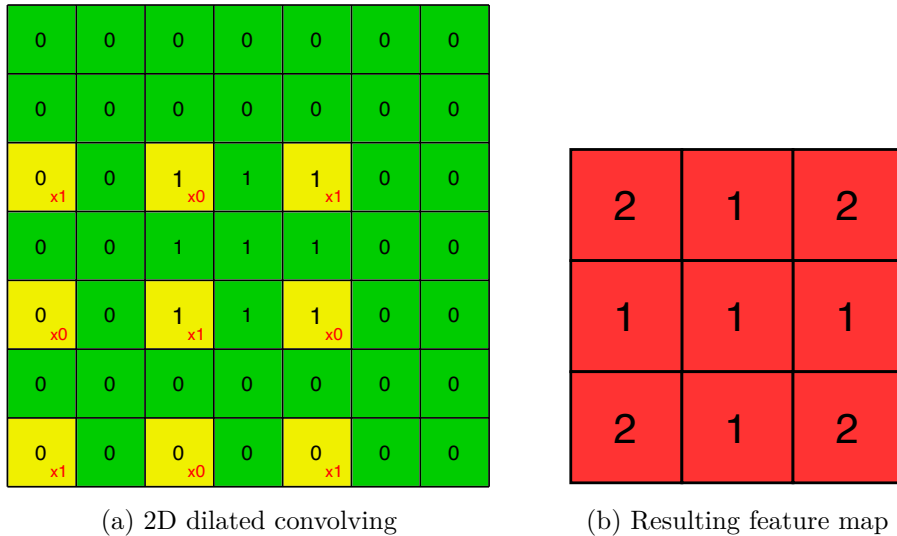 0 0 0 0 0 0 0
0 0 0 0 0 0 0
0 x1 0 1 x0 1 1 x1 0 0
0 0 1 1 1 0 0
0 x0 0 1 x1 1 1 x0 0 0
0 0 0 0 0 0 0
0 x1 0 0 x0 0 0 x1 0 0
(a) 2D dilated convolving
2 1 2
1 1 1
2 1 2
(b) Resulting feature map